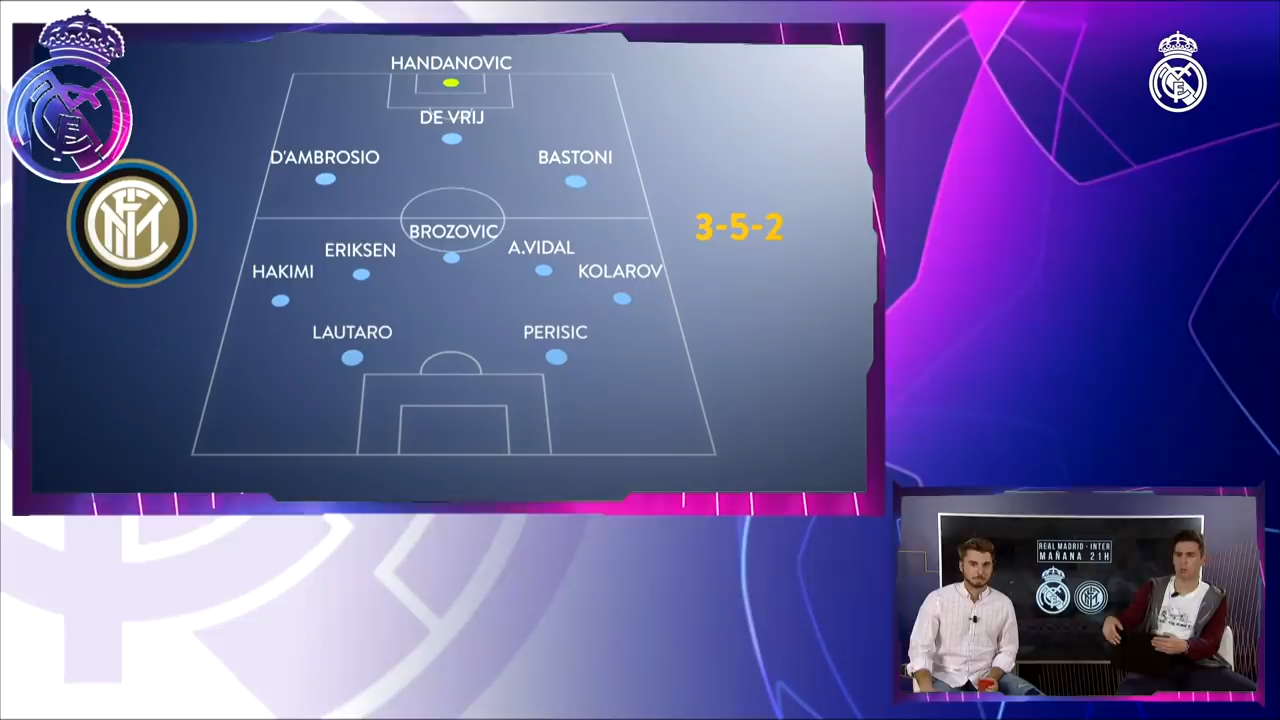 HANDANOVIC
DE VRIJ
D'AMBROSIO
BASTONI
3-5-2
BROZOVIC
ERIKSEN
A.VIDAL
HAKIMI
KOLAROV
LAUTARO
PERISIC
REAL MADRID - INTER
MAÑANA 21H